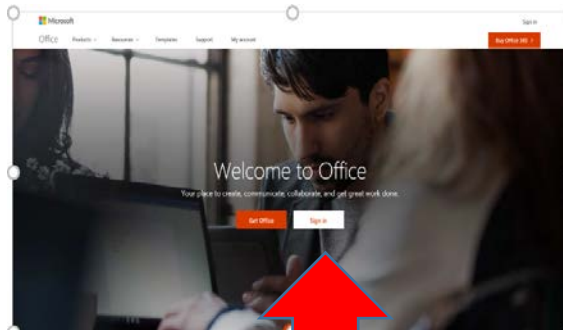 Microsoft
Sign in
Office Products Resources Templates Support My account
Buy Office 365 >
Welcome to Office
Your place to create, communicate, collaborate, and get great work done.
Get Office
Sign in